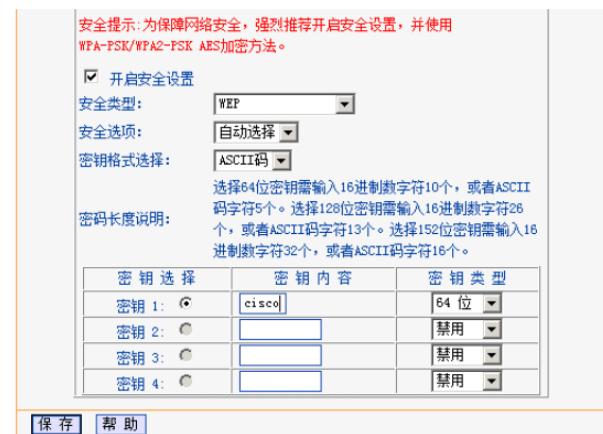 安全提示:为保障网络安全，强烈推荐开启安全设置，并使用
WPA-PSK/WPA2-PSK AES加密方法。
开启安全设置
安全类型： WEP
安全选项： 自动选择
密钥格式选择： ASCII码
选择64位密钥需输入16进制数字符10个，或者ASCII
码字符5个。选择128位密钥需输入16进制数字符26
密码长度说明： 个，或者ASCII码字符13个。选择152位密钥需输入16
进制数字符32个，或者ASCII码字符16个。
密 钥 选 择 密 钥 内 容 密 钥 类 型
密钥 1: cisco 64 位
密钥 2: 禁用
密钥 3: 禁用
密钥 4: 禁用
保 存 帮 助